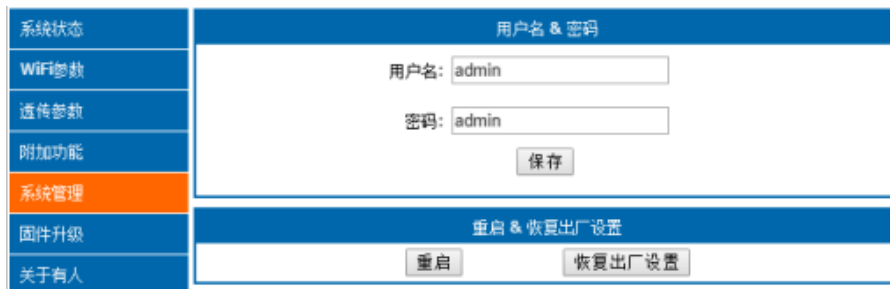 系统状态
WiFi参数
透传参数
附加功能
系统管理
固件升级
关于有人
用户名 & 密码
用户名: admin
密码: admin
保存
重启 & 恢复出厂设置
重启 恢复出厂设置